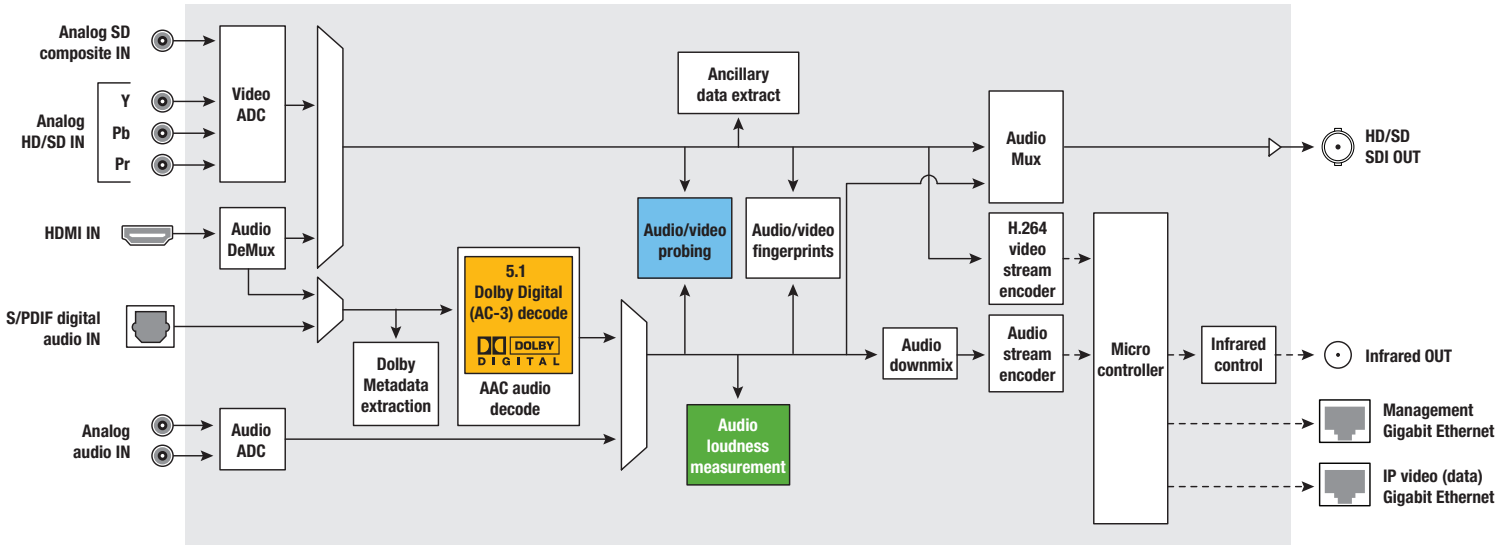 Analog SD
composite IN
Analog
HD/SD IN
Y
Pb
Pr
Video
ADC
HDMI IN
Audio
DeMux
S/PDIF digital
audio IN
Analog
audio IN
Audio
ADC
Dolby
Metadata
extraction
5.1
Dolby Digital
(AC-3) decode
DOLBY
DIGITAL
AAC audio
decode
Ancillary
data extract
Audio/video
probing
Audio/video
fingerprints
Audio
loudness
measurement
Audio
downmix
Audio
Mux
H.264
video
stream
encoder
Audio
stream
encoder
Micro
controller
Infrared
control
HD/SD
SDI OUT
Infrared OUT
Management
Gigabit Ethernet
IP video (data)
Gigabit Ethernet